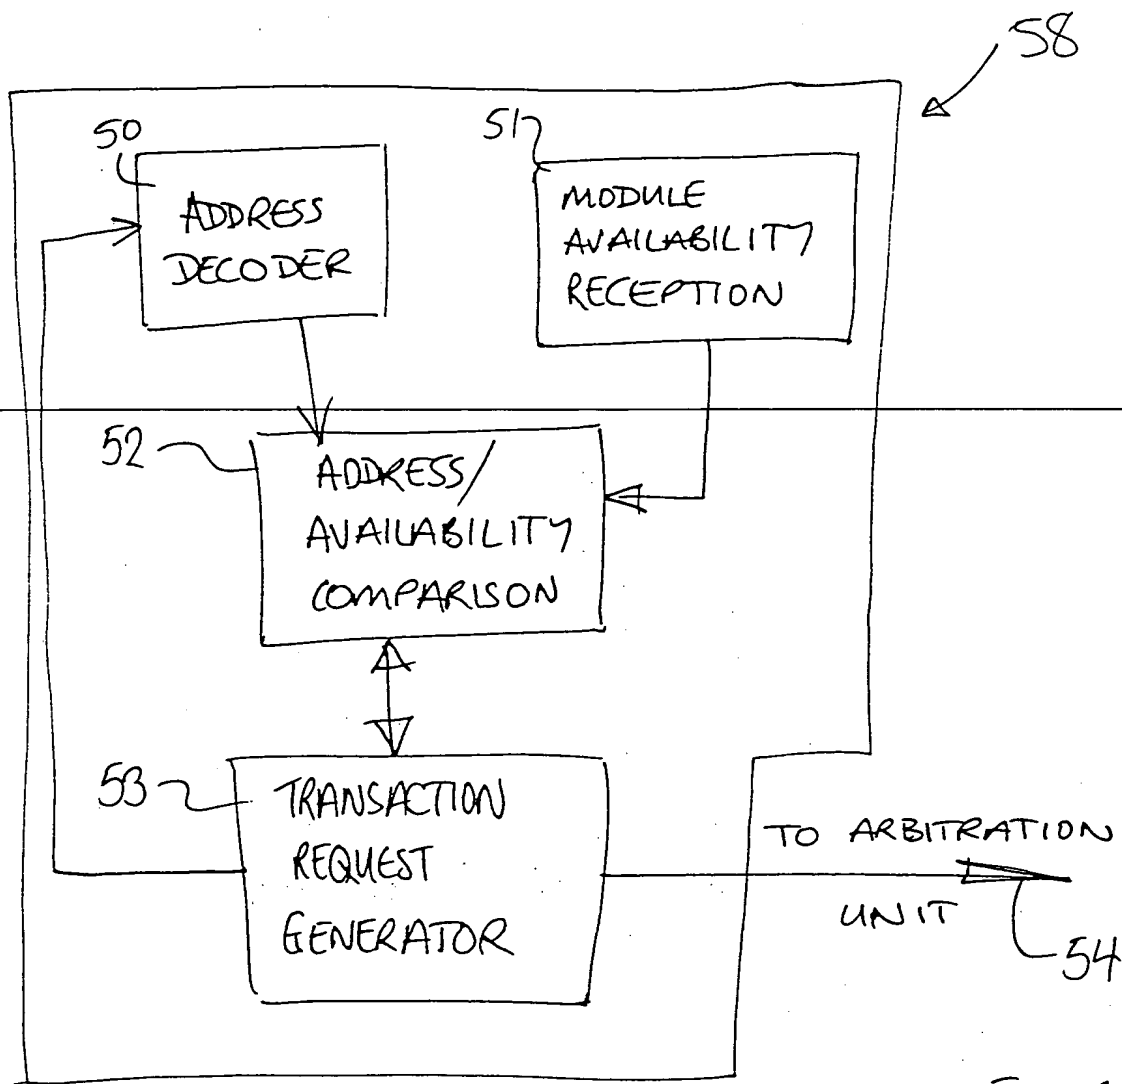 58
50
51
ADDRESS
DECODER
MODULE
AVAILABILITY
RECEPTION
52
ADDRESS/
AVAILABILITY
COMPARISON
53
TRANSACTION
REQUEST
GENERATOR
TO ARBITRATION
UNIT
54